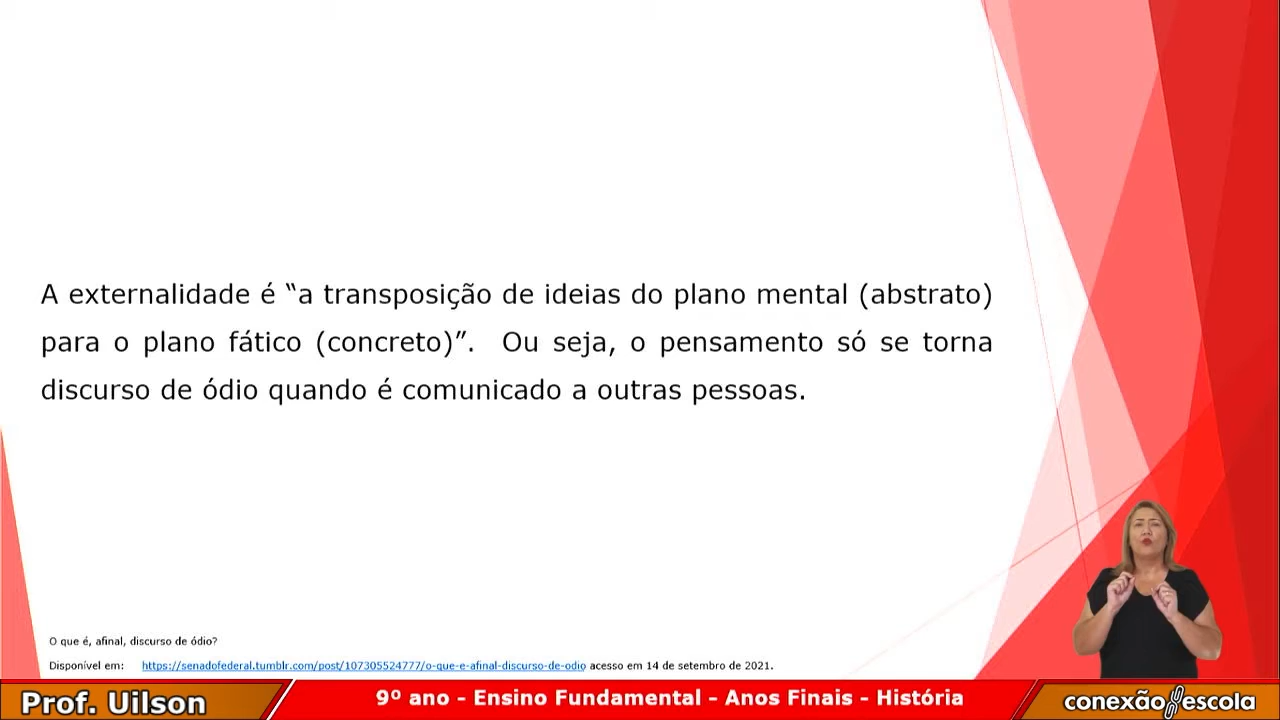 A externalidade é “a transposição de ideias do plano mental (abstrato)
para o plano fático (concreto)”. Ou seja, o pensamento só se torna
discurso de ódio quando é comunicado a outras pessoas.
O que é, afinal, discurso de ódio?
Disponível em: https://senadofederal.tumblr.com/post/107305524777/o-que-e-afinal-discurso-de-odio acesso em 14 de setembro de 2021.
Prof. Uilson
9º ano - Ensino Fundamental - Anos Finais - História
conexão escola